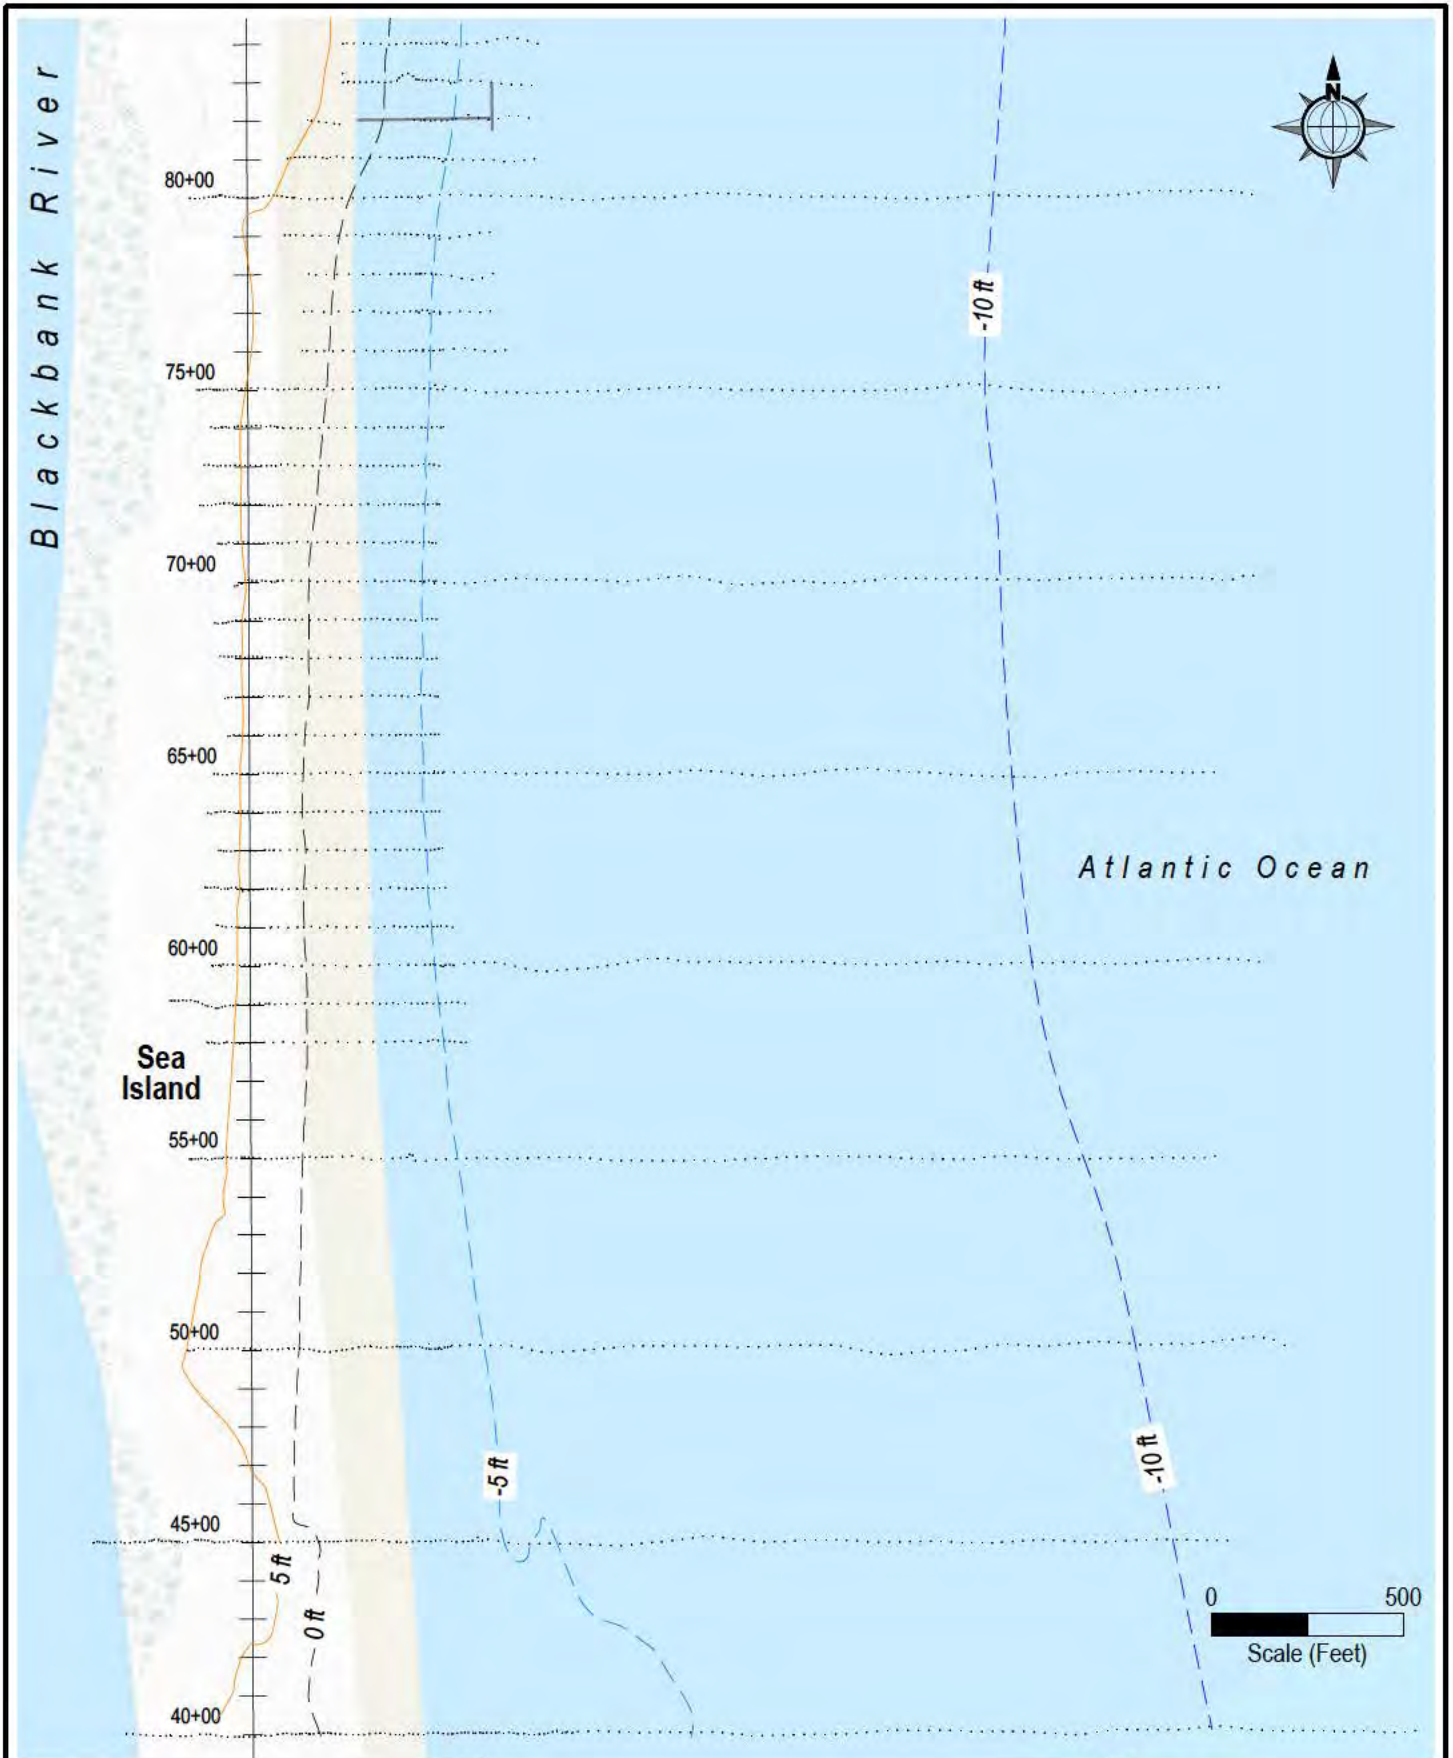 N
Blackbank River
80+00
-10 ft
75+00
70+00
65+00
Atlantic Ocean
60+00
Sea
Island
55+00
50+00
-10 ft
-5 ft
45+00
5 ft
0 ft
0 500
Scale (Feet)
40+00